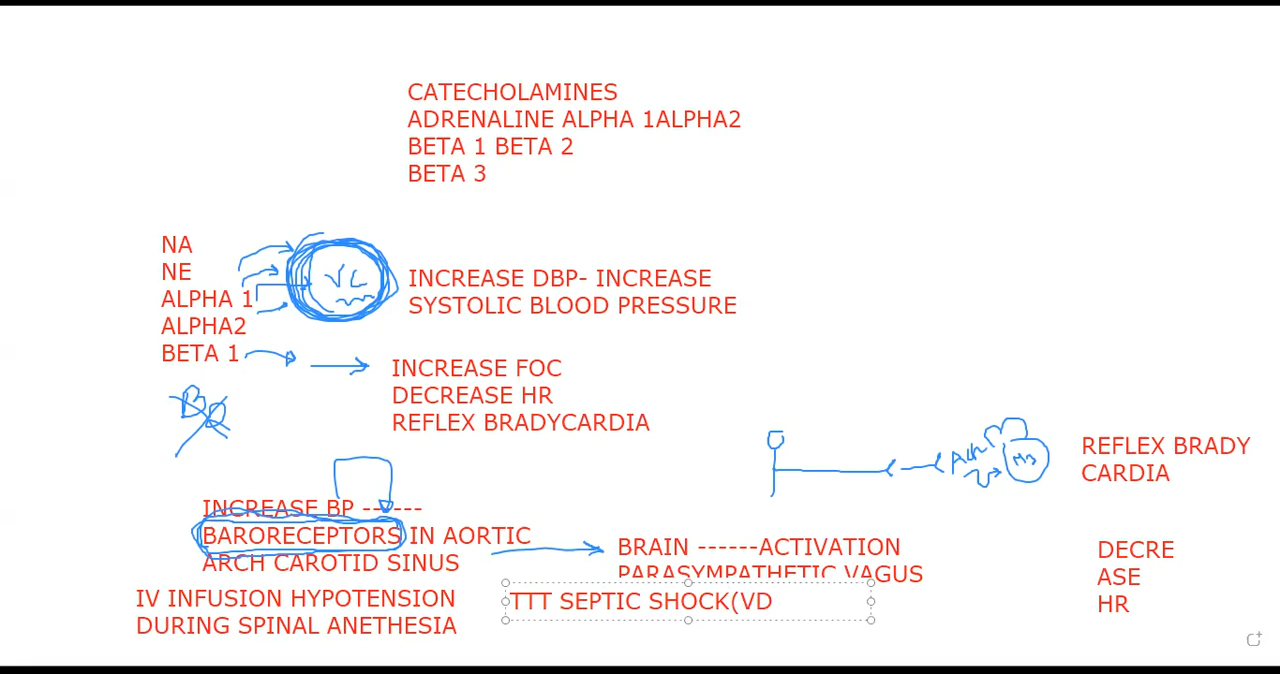 CATECHOLAMINES
ADRENALINE ALPHA 1ALPHA2
BETA 1 BETA 2
BETA 3
NA
NE
ALPHA 1
ALPHA2
BETA 1
VC
INCREASE DBP- INCREASE
SYSTOLIC BLOOD PRESSURE
INCREASE FOC
DECREASE HR
REFLEX BRADYCARDIA
Ach
REFLEX BRADY
CARDIA
INCREASE BP ------
BARORECEPTORS IN AORTIC
ARCH CAROTID SINUS
BRAIN ------ACTIVATION
PARASYMPATHETIC VAGUS
DECRE
ASE
HR
IV INFUSION HYPOTENSION
DURING SPINAL ANETHESIA
TTT SEPTIC SHOCK(VD